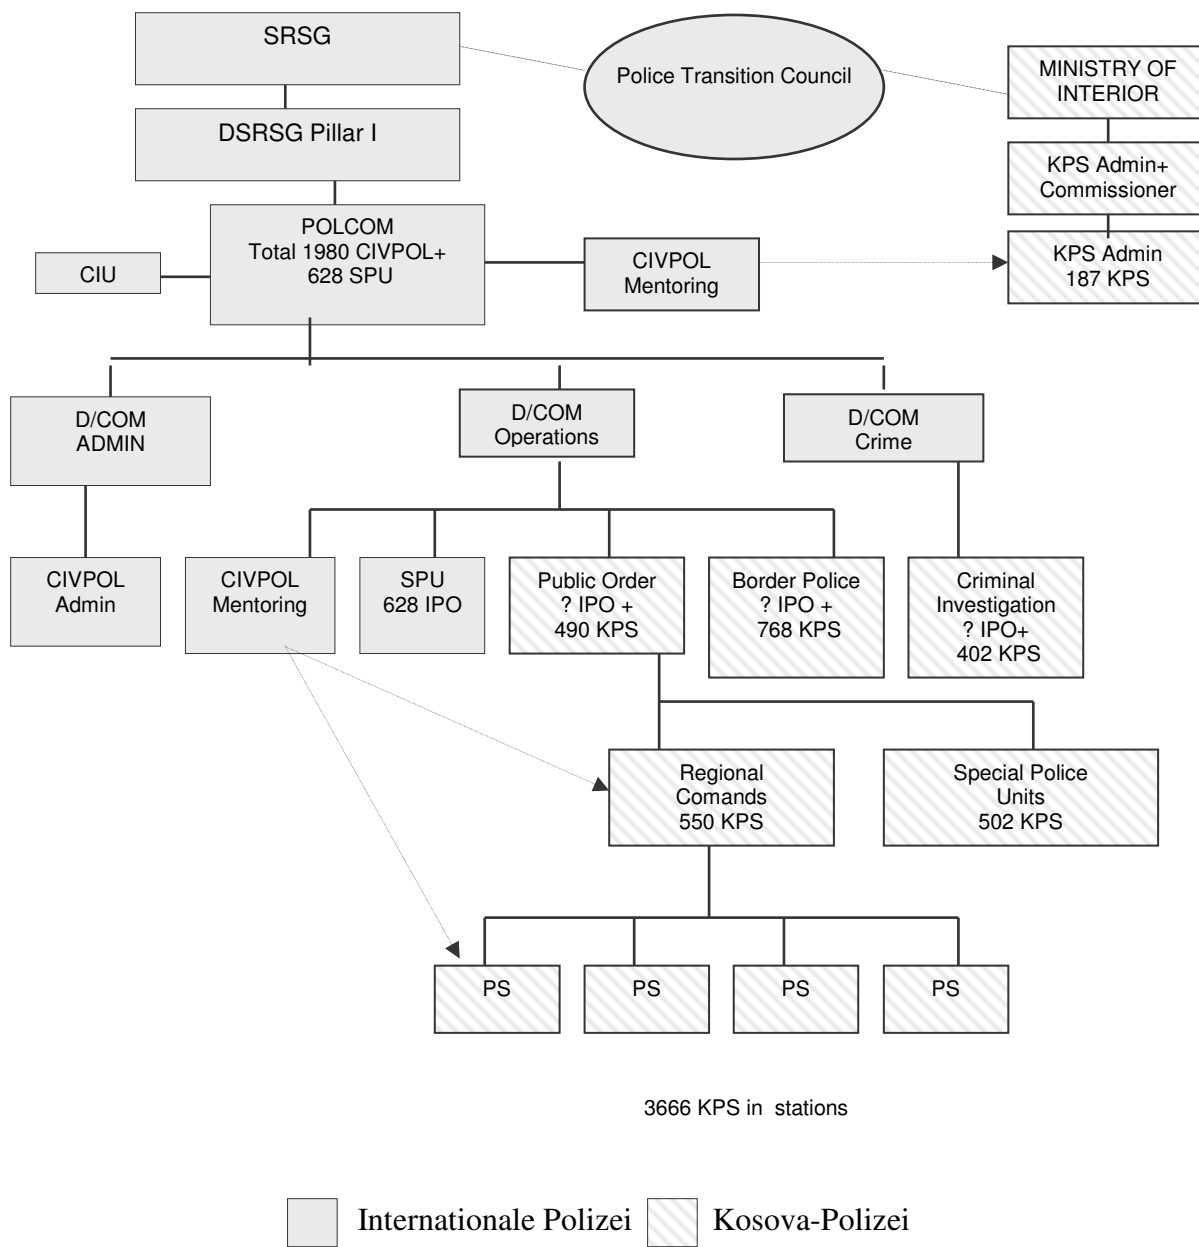 SRSG
Police Transition Council
MINISTRY OF
INTERIOR
DSRSG Pillar I
KPS Admin+
Commissioner
POLCOM
Total 1980 CIVPOL+
628 SPU
CIU
CIVPOL
Mentoring
KPS Admin
187 KPS
D/COM
ADMIN
D/COM
Operations
D/COM
Crime
CIVPOL
Admin
CIVPOL
Mentoring
SPU
628 IPO
Public Order
? IPO +
490 KPS
Border Police
? IPO +
768 KPS
Criminal
Investigation
? IPO+
402 KPS
Regional
Comands
550 KPS
Special Police
Units
502 KPS
PS
PS
PS
PS
3666 KPS in  stations
Internationale Polizei
Kosova-Polizei